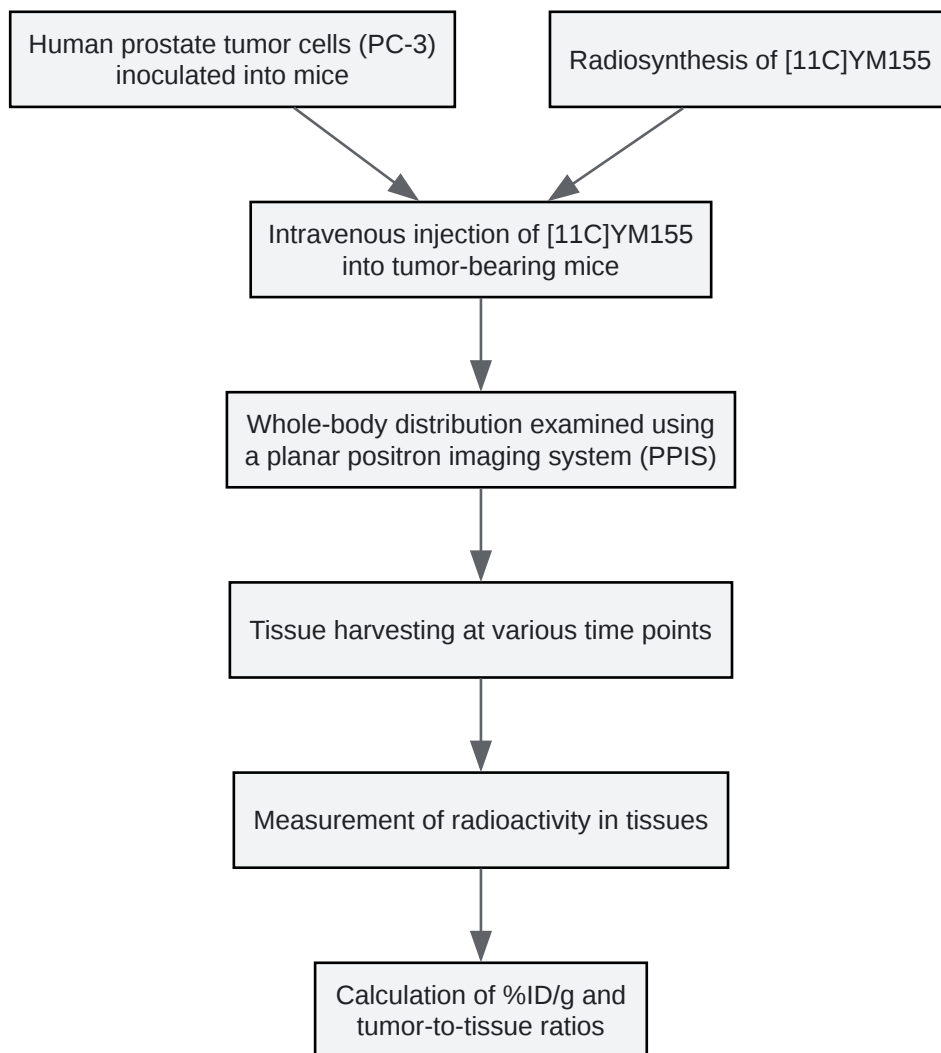 Human prostate tumor cells (PC-3)
inoculated into mice
Radiosynthesis of [11C]YM155
Intravenous injection of [11C]YM155
into tumor-bearing mice
Whole-body distribution examined using
a planar positron imaging system (PPIS)
Tissue harvesting at various time points
Measurement of radioactivity in tissues
Calculation of %ID/g and
tumor-to-tissue ratios